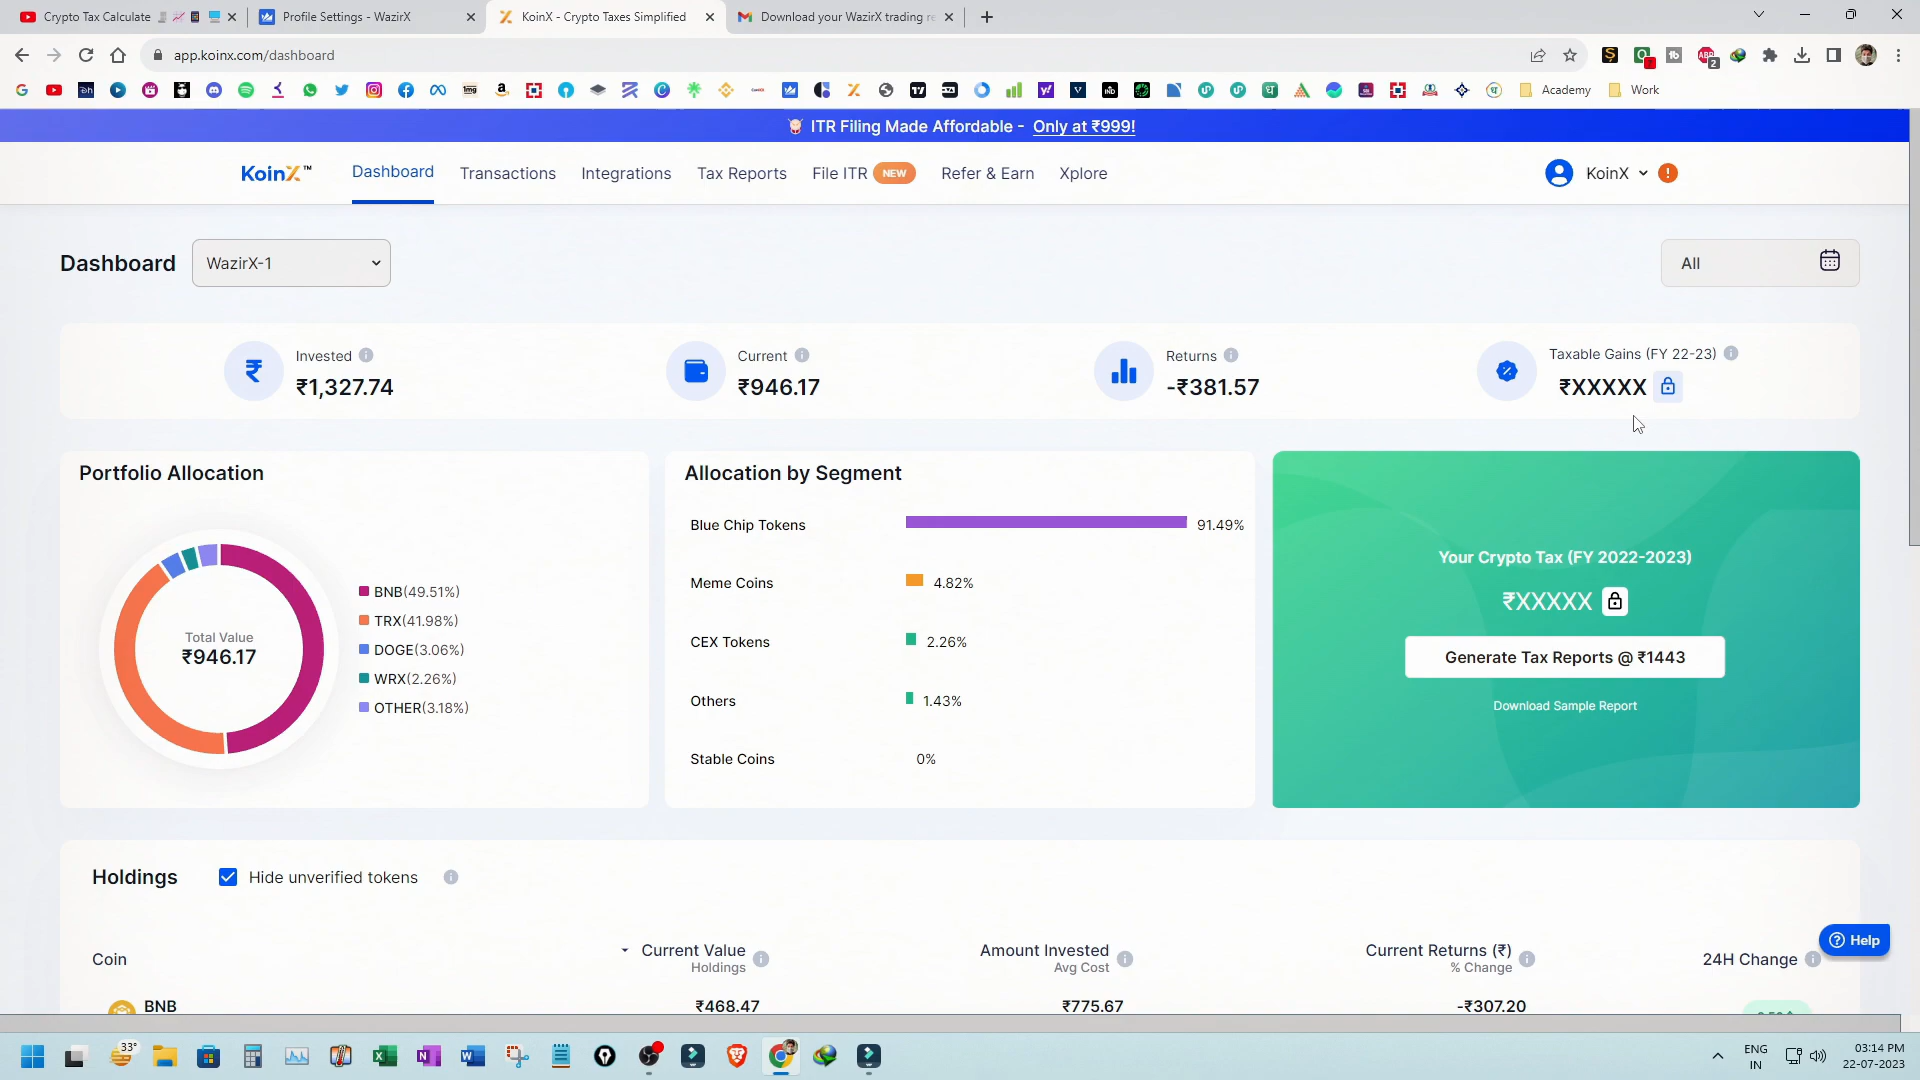 Crypto Tax Calculate
Profile Settings - WazirX
KoinX - Crypto Taxes Simplified
Download your WazirX trading re
app.koinx.com/dashboard
Academy
Work
ITR Filing Made Affordable - Only at ₹999!
KoinX™
Dashboard
Transactions
Integrations
Tax Reports
File ITR NEW
Refer & Earn
Xplore
KoinX
Dashboard
WazirX-1
All
Invested
₹1,327.74
Current
₹946.17
Returns
-₹381.57
Taxable Gains (FY 22-23)
₹XXXXX
Portfolio Allocation
Total Value
₹946.17
BNB(49.51%)
TRX(41.98%)
DOGE(3.06%)
WRX(2.26%)
OTHER(3.18%)
Allocation by Segment
Blue Chip Tokens 91.49%
Meme Coins 4.82%
CEX Tokens 2.26%
Others 1.43%
Stable Coins 0%
Your Crypto Tax (FY 2022-2023)
₹XXXXX
Generate Tax Reports @ ₹1443
Download Sample Report
Holdings
Hide unverified tokens
Coin
Current Value
Holdings
Amount Invested
Avg Cost
Current Returns (₹)
% Change
24H Change
Help
BNB
₹468.47
₹775.67
-₹307.20
33°
ENG
IN
03:14 PM
22-07-2023